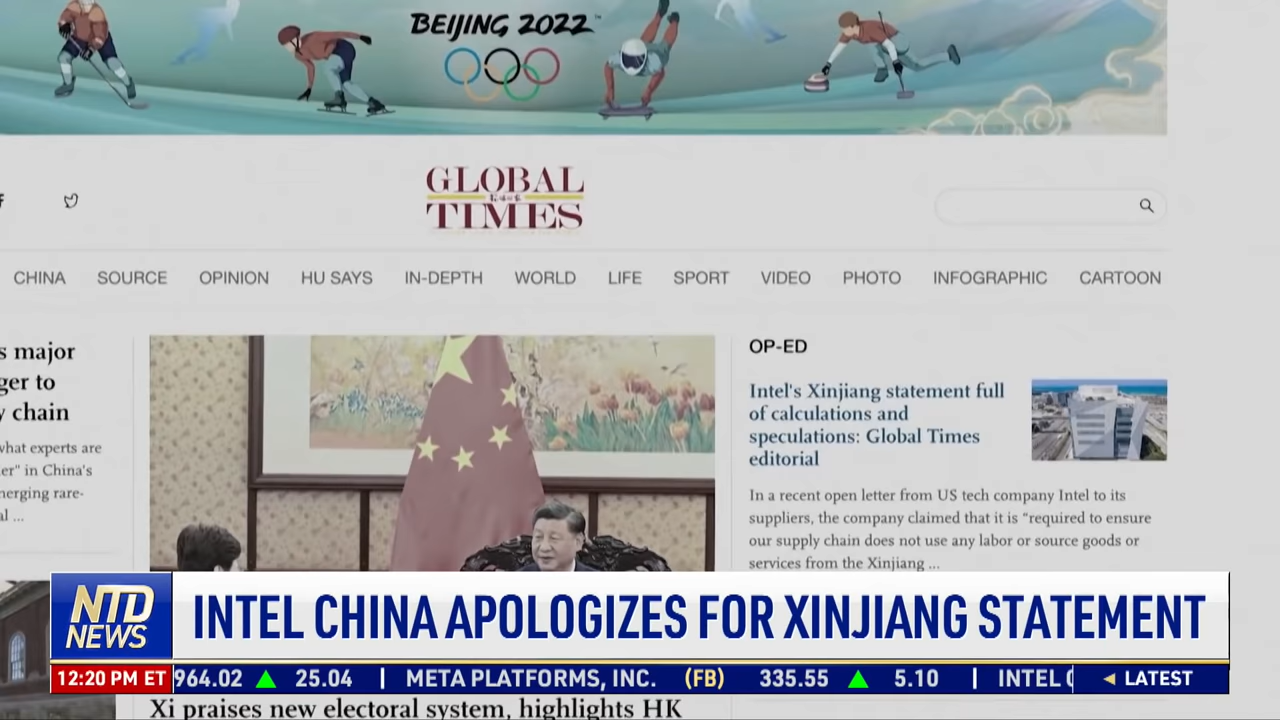 BEIJING 2022
GLOBAL
TIMES
CHINA SOURCE OPINION HU SAYS IN-DEPTH WORLD LIFE SPORT VIDEO PHOTO INFOGRAPHIC CARTOON
s major
ger to
y chain
what experts are
er" in China's
nerging rare-
al ...
OP-ED
Intel's Xinjiang statement full
of calculations and
speculations: Global Times
editorial
In a recent open letter from US tech company Intel to its
suppliers, the company claimed that it is “required to ensure
our supply chain does not use any labor or source goods or
services from the Xinjiang ...
NTD
NEWS
INTEL CHINA APOLOGIZES FOR XINJIANG STATEMENT
12:20 PM ET 964.02 ▲ 25.04 | META PLATFORMS, INC. (FB) 335.55 ▲ 5.10 | INTEL ◄ LATEST
Xi praises new electoral system, highlights HK